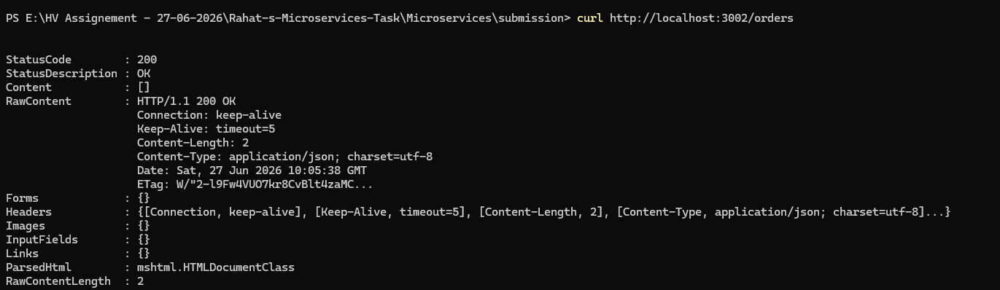 PS E:\HV Assignement - 27-06-2026\Rahat-s-Microservices-Task\Microservices\submission> curl http://localhost:3002/orders
StatusCode        : 200
StatusDescription : OK
Content           : []
RawContent        : HTTP/1.1 200 OK
                    Connection: keep-alive
                    Keep-Alive: timeout=5
                    Content-Length: 2
                    Content-Type: application/json; charset=utf-8
                    Date: Sat, 27 Jun 2026 10:05:38 GMT
                    ETag: W/"2-l9Fw4VUO7kr8CvBlt4zaMC...
Forms             : {}
Headers           : {[Connection, keep-alive], [Keep-Alive, timeout=5], [Content-Length, 2], [Content-Type, application/json; charset=utf-8]...}
Images            : {}
InputFields       : {}
Links             : {}
ParsedHtml        : mshtml.HTMLDocumentClass
RawContentLength  : 2